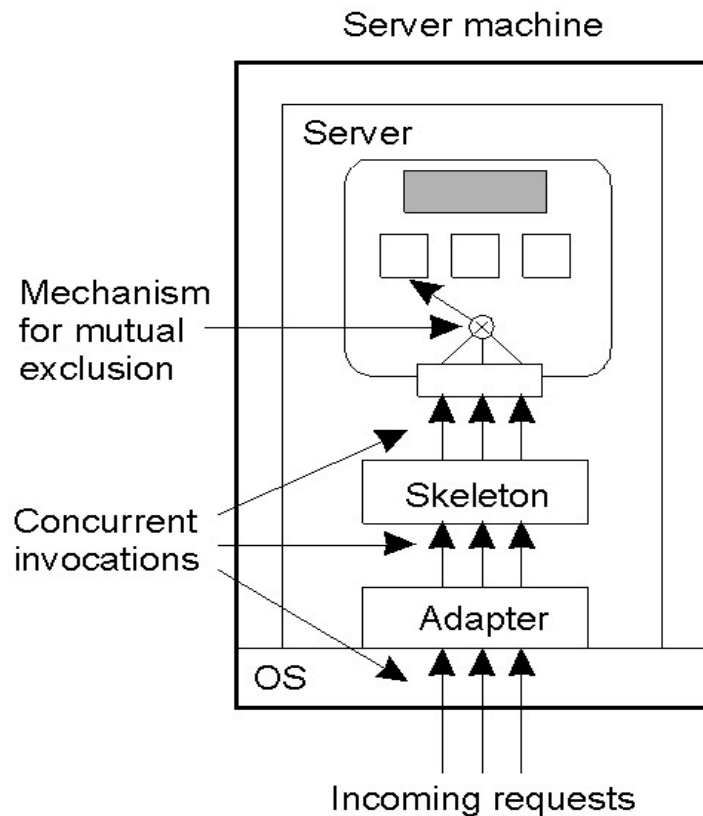 Server machine
Server
Mechanism
for mutual
exclusion
Skeleton
Concurrent
invocations
Adapter
OS
Incoming requests